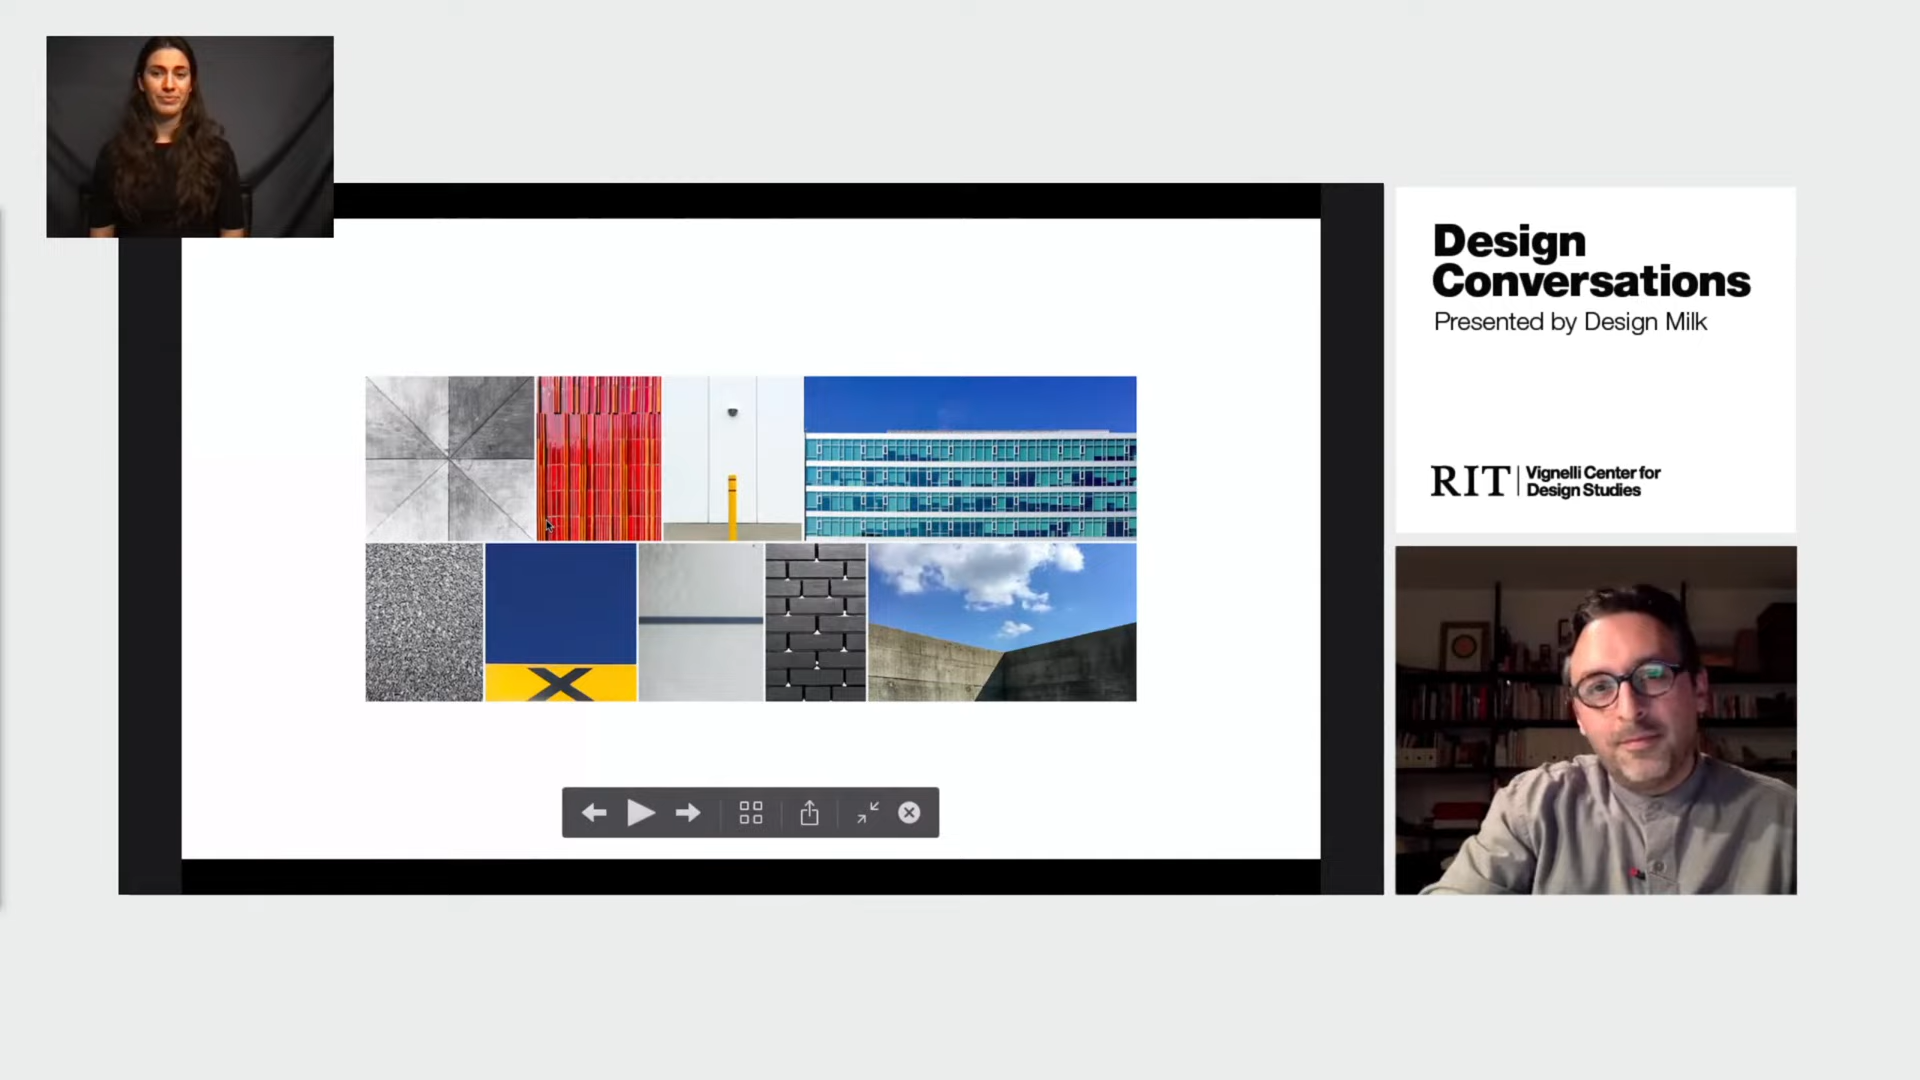 Design
Conversations
Presented by Design Milk
RIT
Vignelli Center for
Design Studies